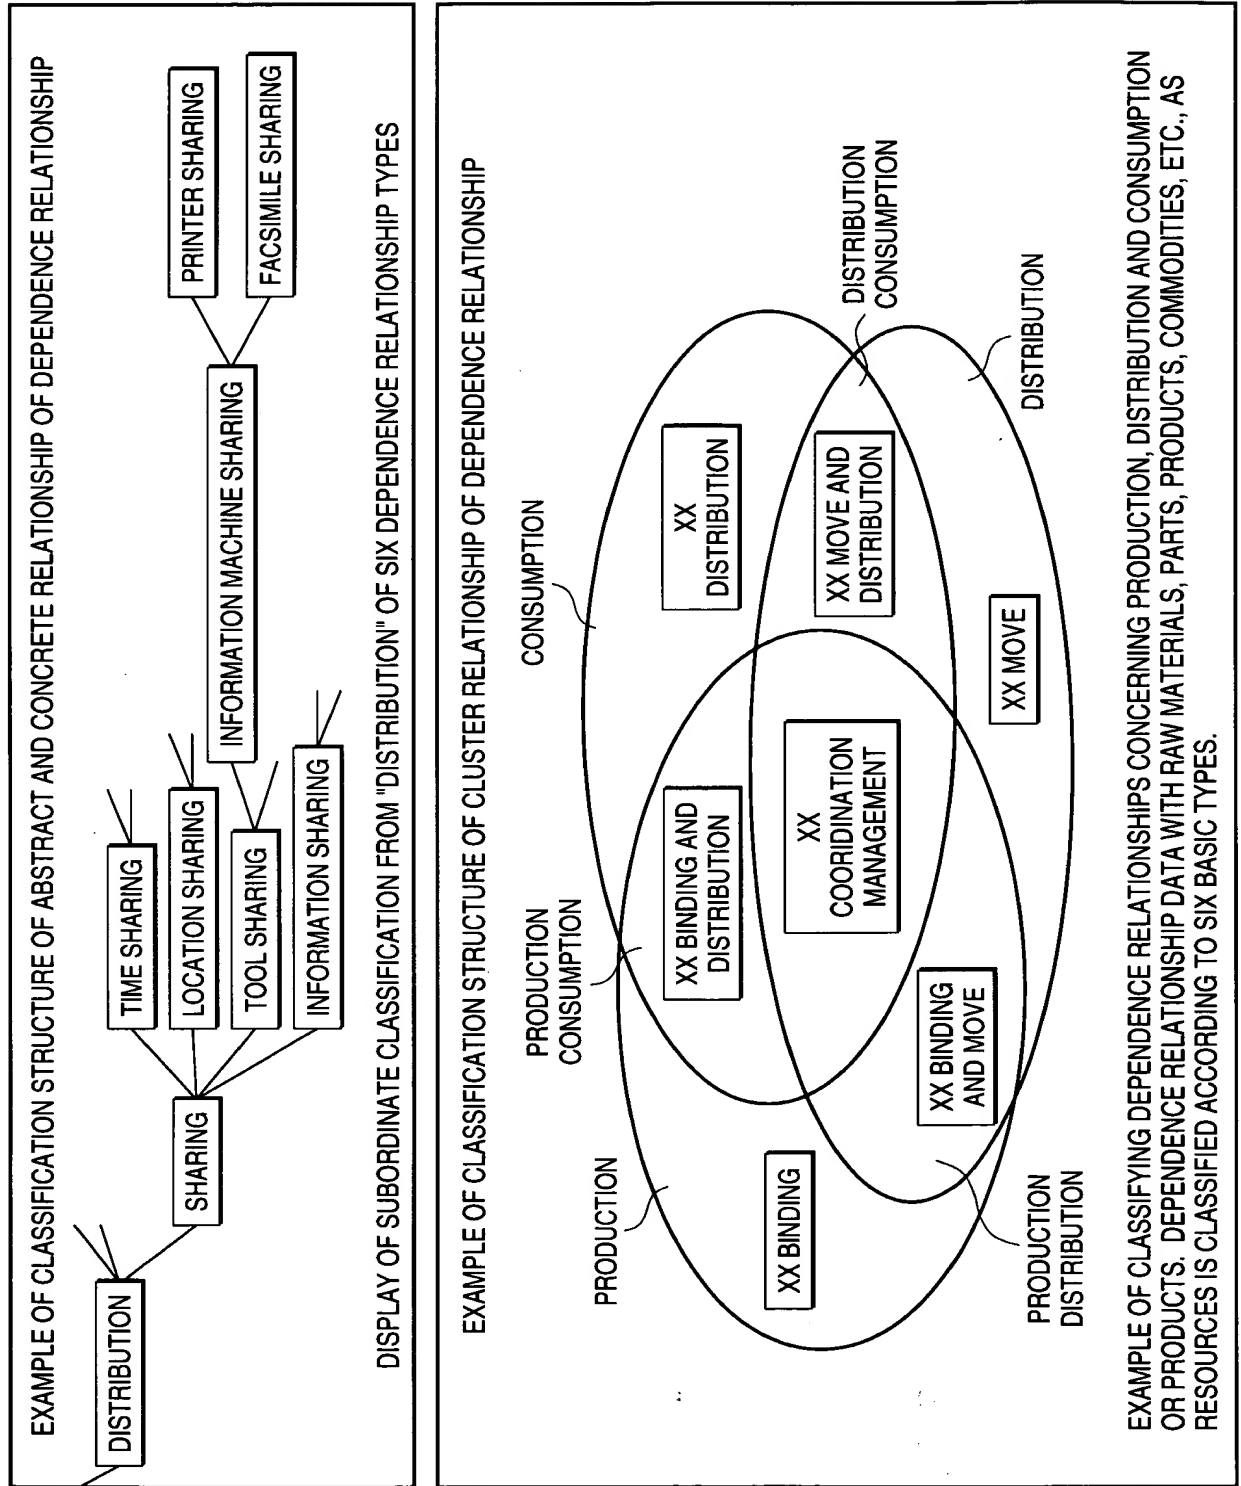 EXAMPLE OF CLASSIFICATION STRUCTURE OF ABSTRACT AND CONCRETE RELATIONSHIP OF DEPENDENCE RELATIONSHIP
DISTRIBUTION
SHARING
TIME SHARING
LOCATION SHARING
TOOL SHARING
INFORMATION SHARING
INFORMATION MACHINE SHARING
PRINTER SHARING
FACSIMILE SHARING
DISPLAY OF SUBORDINATE CLASSIFICATION FROM "DISTRIBUTION" OF SIX DEPENDENCE RELATIONSHIP TYPES
EXAMPLE OF CLASSIFICATION STRUCTURE OF CLUSTER RELATIONSHIP OF DEPENDENCE RELATIONSHIP
PRODUCTION
PRODUCTION
CONSUMPTION
CONSUMPTION
DISTRIBUTION
CONSUMPTION
XX BINDING AND
DISTRIBUTION
XX
DISTRIBUTION
XX BINDING
XX
COORIDINATION
MANAGEMENT
XX MOVE AND
DISTRIBUTION
XX BINDING
AND MOVE
XX MOVE
PRODUCTION
DISTRIBUTION
DISTRIBUTION
EXAMPLE OF CLASSIFYING DEPENDENCE RELATIONSHIPS CONCERNING PRODUCTION, DISTRIBUTION AND CONSUMPTION
OR PRODUCTS. DEPENDENCE RELATIONSHIP DATA WITH RAW MATERIALS, PARTS, PRODUCTS, COMMODITIES, ETC., AS
RESOURCES IS CLASSIFIED ACCORDING TO SIX BASIC TYPES.